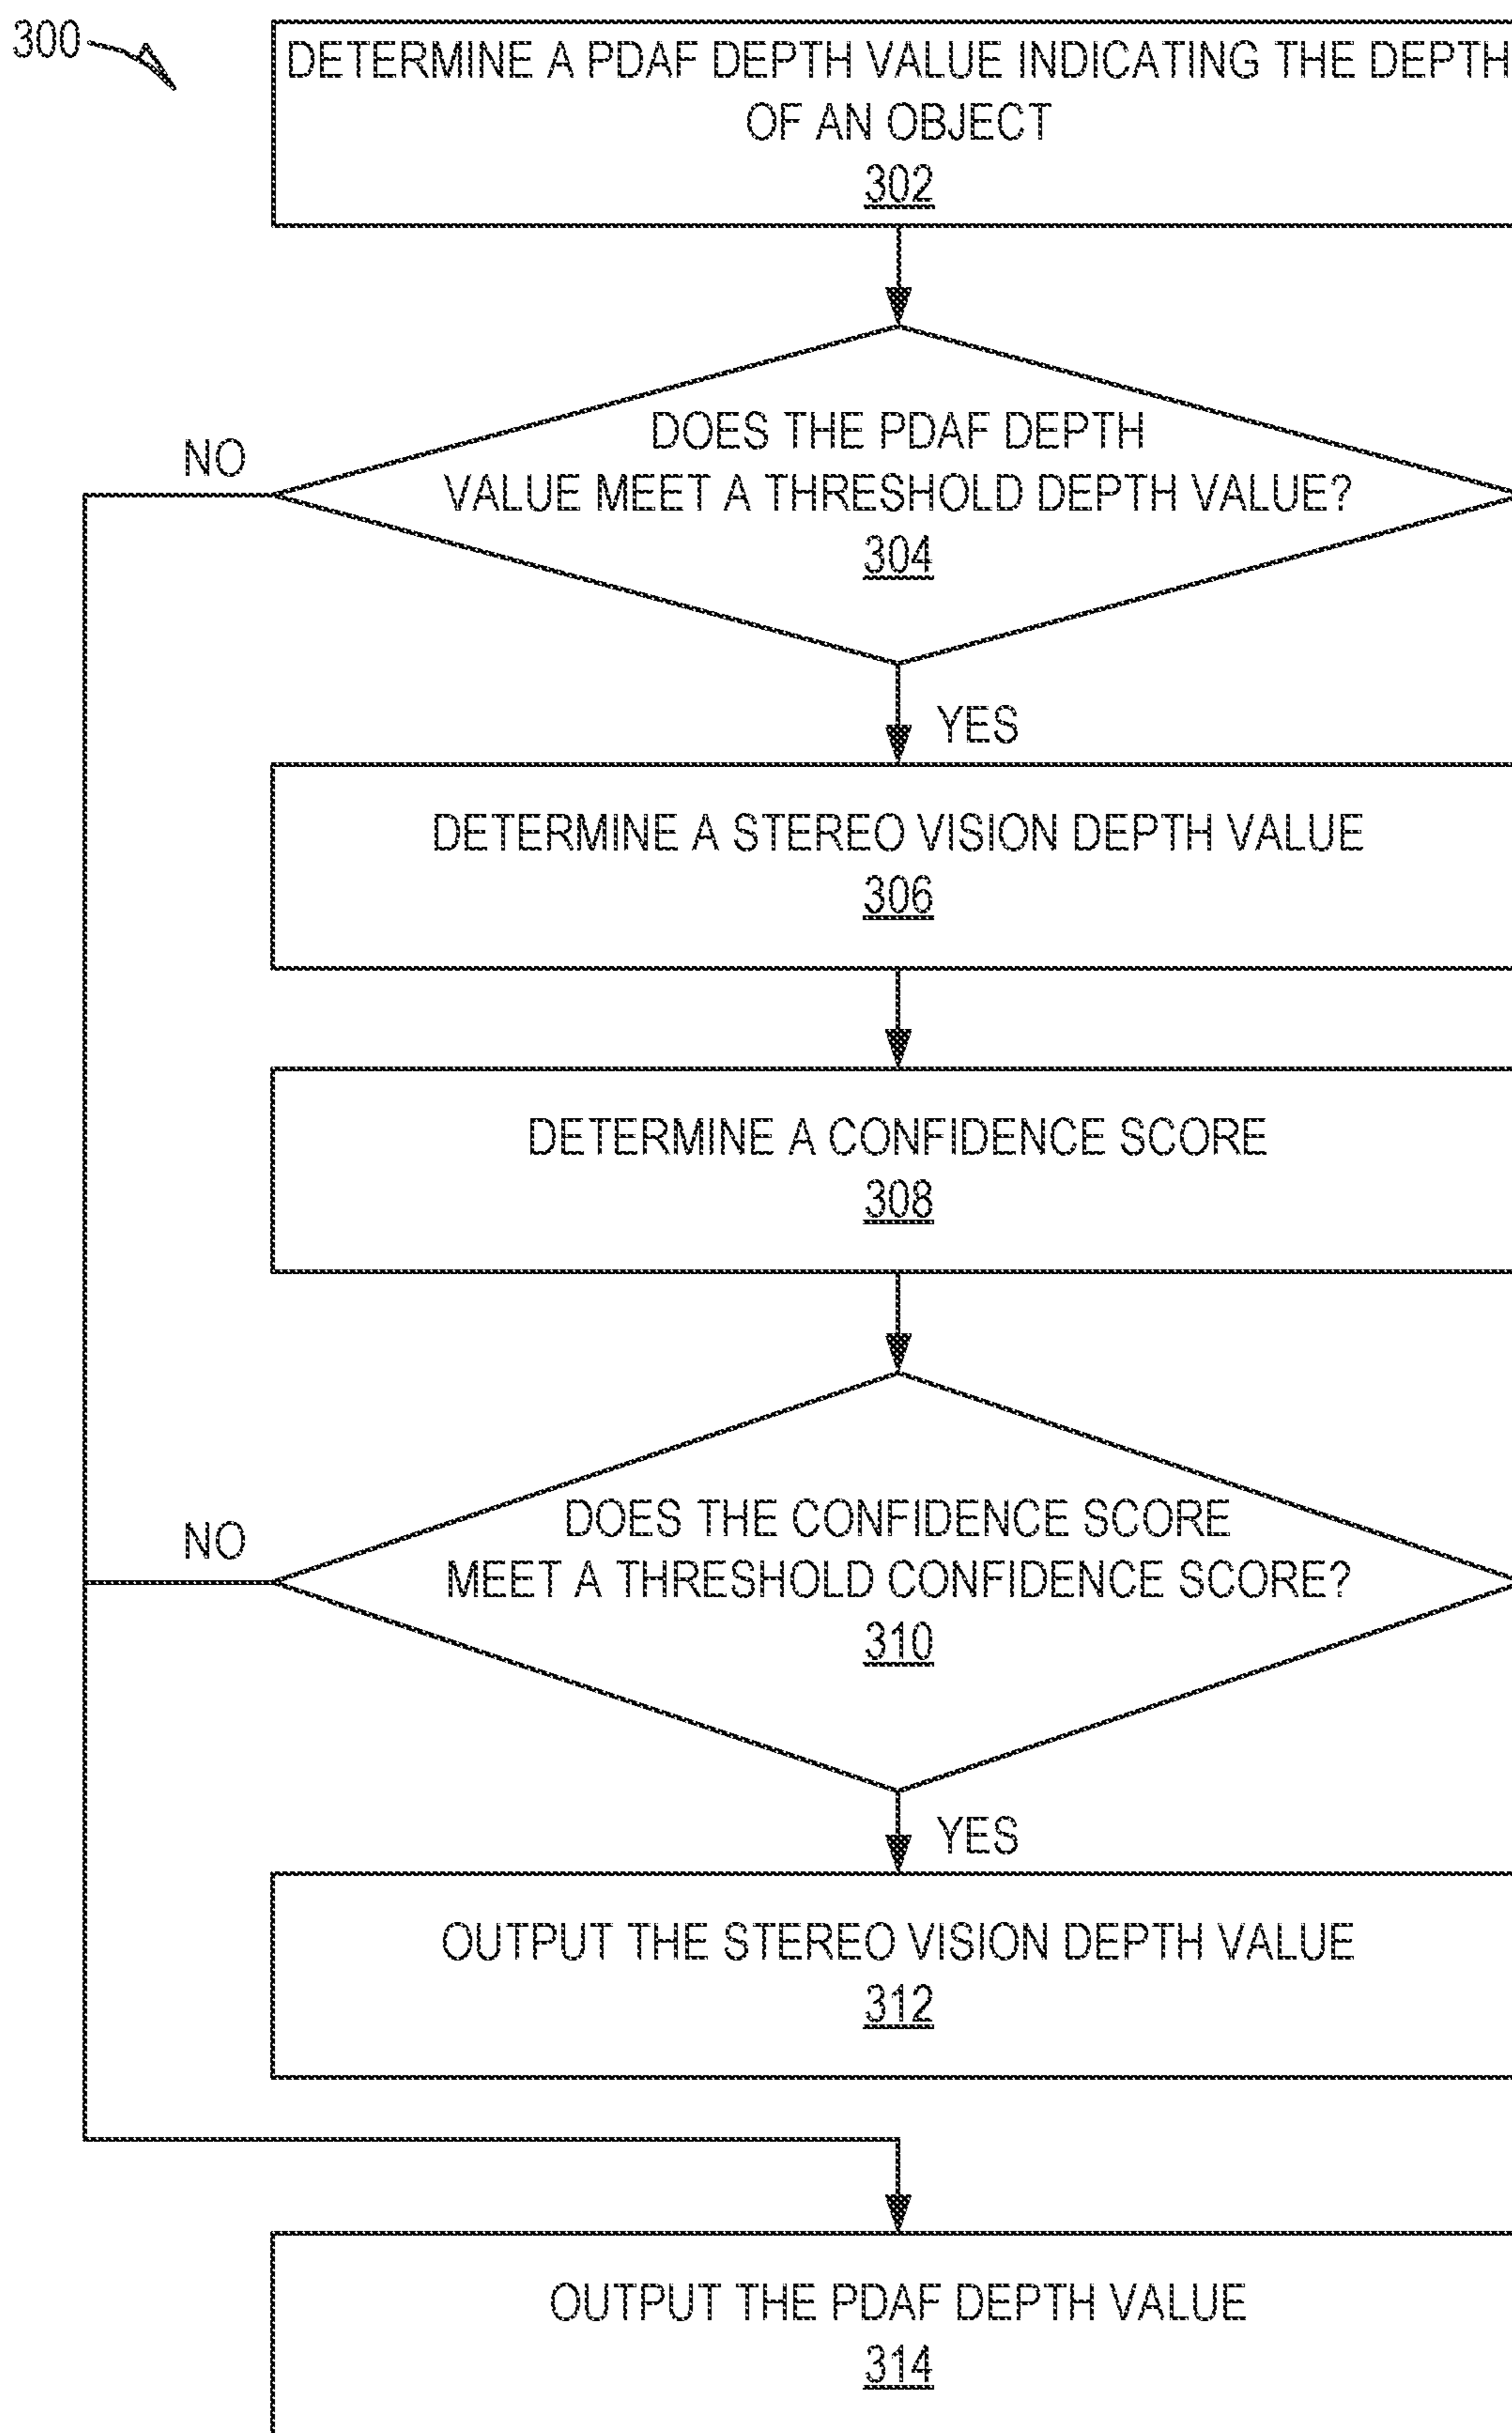 300
DETERMINE A PDAF DEPTH VALUE INDICATING THE DEPTH
OF AN OBJECT
302
DOES THE PDAF DEPTH
VALUE MEET A THRESHOLD DEPTH VALUE?
304
NO
YES
DETERMINE A STEREO VISION DEPTH VALUE
306
DETERMINE A CONFIDENCE SCORE
308
DOES THE CONFIDENCE SCORE
MEET A THRESHOLD CONFIDENCE SCORE?
310
NO
YES
OUTPUT THE STEREO VISION DEPTH VALUE
312
OUTPUT THE PDAF DEPTH VALUE
314